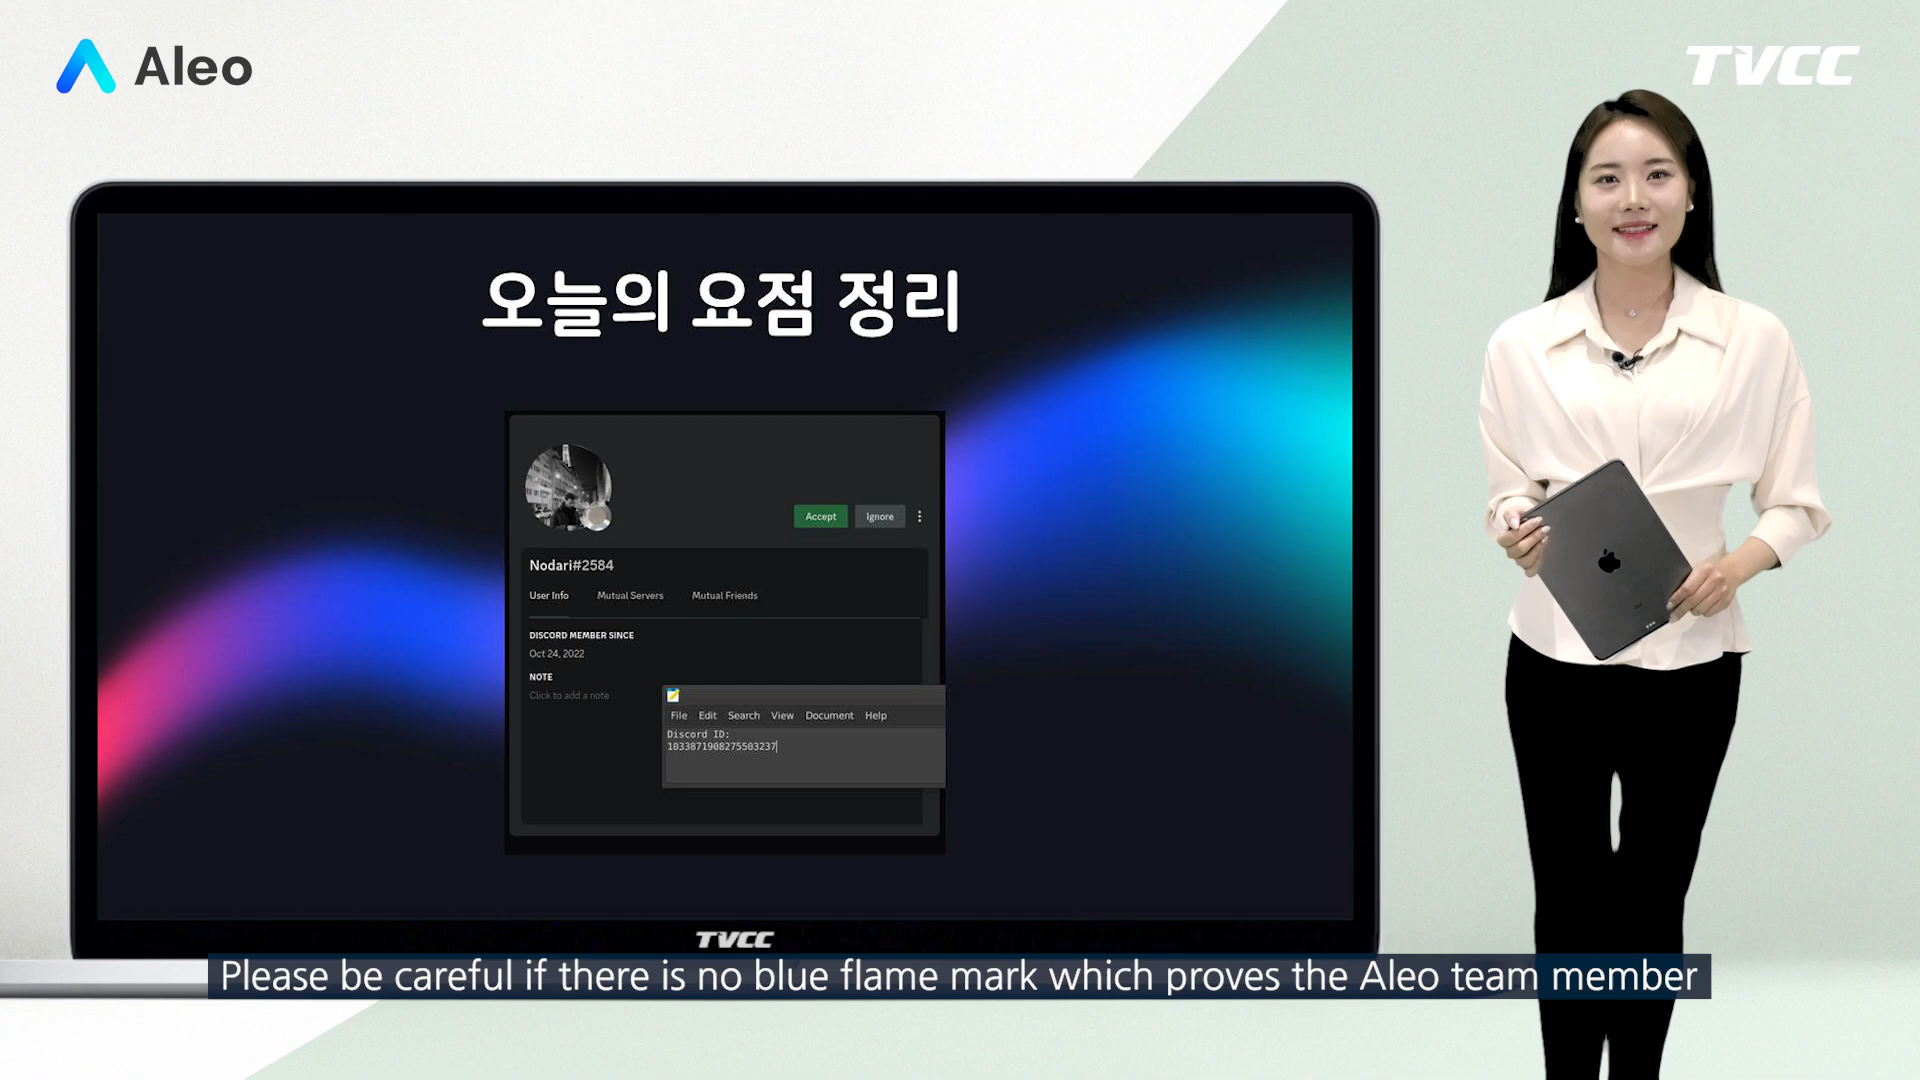 Aleo
TVCC
오늘의 요점 정리
Accept
Ignore
Nodari#2584
User Info
Mutual Servers
Mutual Friends
DISCORD MEMBER SINCE
Oct 24, 2022
NOTE
Click to add a note
File Edit Search View Document Help
Discord ID:
1033871908275503237
TVCC
Please be careful if there is no blue flame mark which proves the Aleo team member